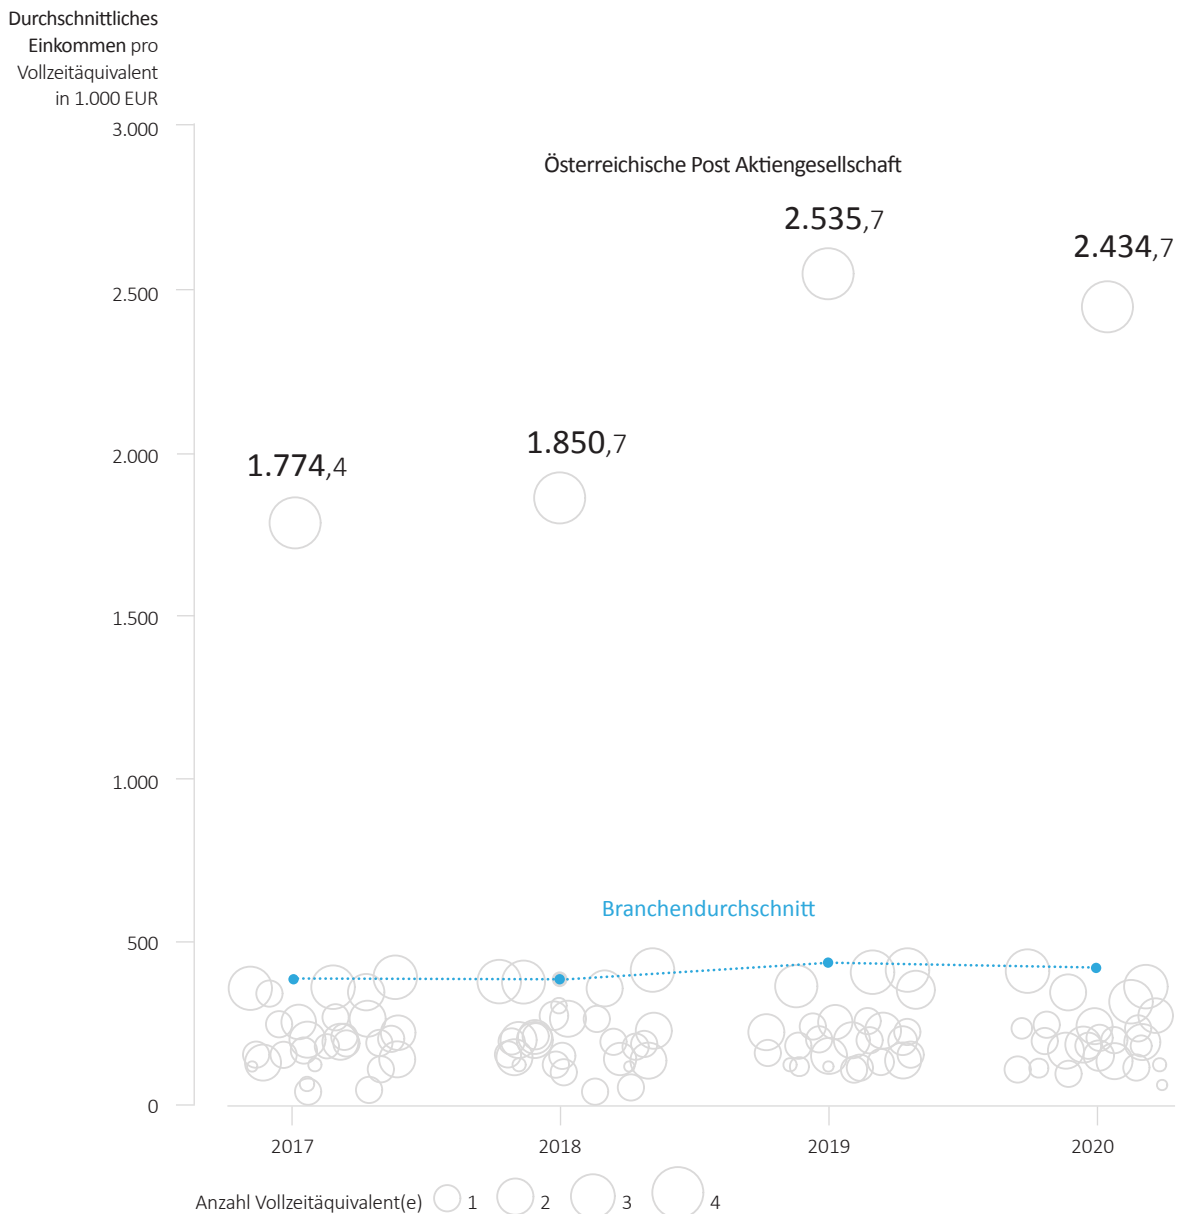 Durchschnittliches
Einkommen pro
Vollzeitäquivalent
in 1.000 EUR
3.000
Österreichische Post Aktiengesellschaft
2.535,7
2.434,7
2.500
2.000
1.774,4
1.850,7
1.500
1.000
Branchendurchschnitt
500
0
2017 2018 2019 2020
Anzahl Vollzeitäquivalent(e) 1 2 3 4